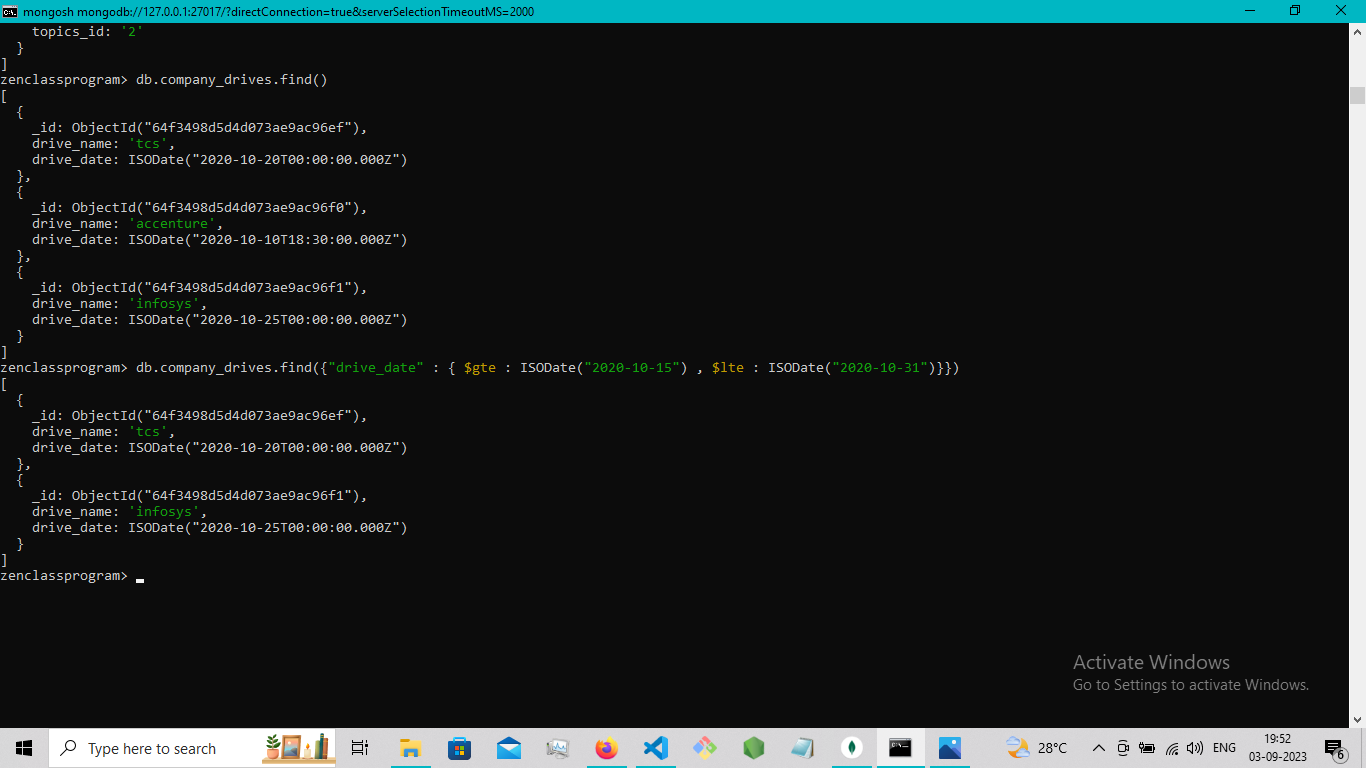 mongosh mongodb://127.0.0.1:27017/?directConnection=true&serverSelectionTimeoutMS=2000
    topics_id: '2'
  }
]
zenclassprogram> db.company_drives.find()
[
  {
    _id: ObjectId("64f3498d5d4d073ae9ac96ef"),
    drive_name: 'tcs',
    drive_date: ISODate("2020-10-20T00:00:00.000Z")
  },
  {
    _id: ObjectId("64f3498d5d4d073ae9ac96f0"),
    drive_name: 'accenture',
    drive_date: ISODate("2020-10-10T18:30:00.000Z")
  },
  {
    _id: ObjectId("64f3498d5d4d073ae9ac96f1"),
    drive_name: 'infosys',
    drive_date: ISODate("2020-10-25T00:00:00.000Z")
  }
]
zenclassprogram> db.company_drives.find({"drive_date" : { $gte : ISODate("2020-10-15") , $lte : ISODate("2020-10-31")}})
[
  {
    _id: ObjectId("64f3498d5d4d073ae9ac96ef"),
    drive_name: 'tcs',
    drive_date: ISODate("2020-10-20T00:00:00.000Z")
  },
  {
    _id: ObjectId("64f3498d5d4d073ae9ac96f1"),
    drive_name: 'infosys',
    drive_date: ISODate("2020-10-25T00:00:00.000Z")
  }
]
zenclassprogram>
Activate Windows
Go to Settings to activate Windows.
Type here to search
28°C
ENG
19:52
03-09-2023
6